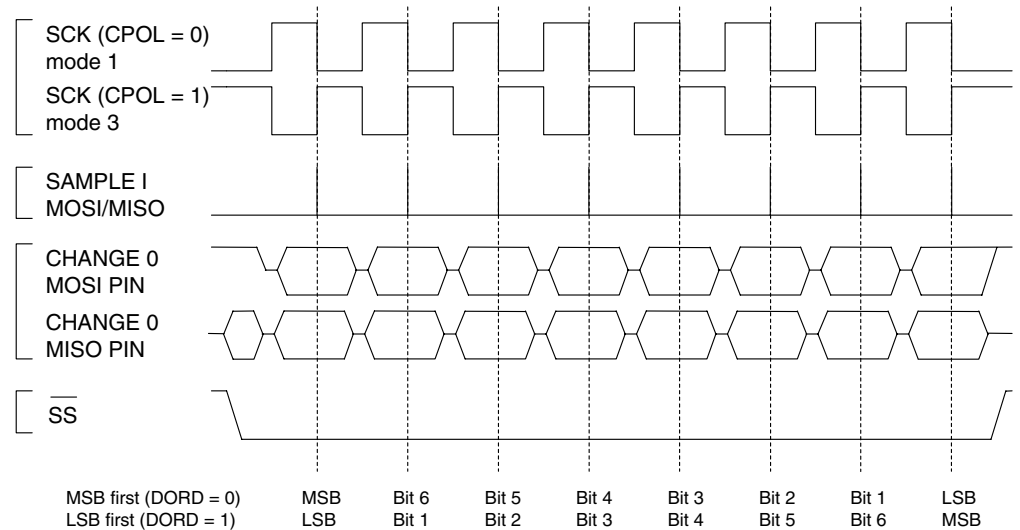 SCK (CPOL = 0)
mode 1
SCK (CPOL = 1)
mode 3
SAMPLE I
MOSI/MISO
CHANGE 0
MOSI PIN
CHANGE 0
MISO PIN
SS
MSB first (DORD = 0) MSB Bit 6 Bit 5 Bit 4 Bit 3 Bit 2 Bit 1 LSB
LSB first (DORD = 1) LSB Bit 1 Bit 2 Bit 3 Bit 4 Bit 5 Bit 6 MSB